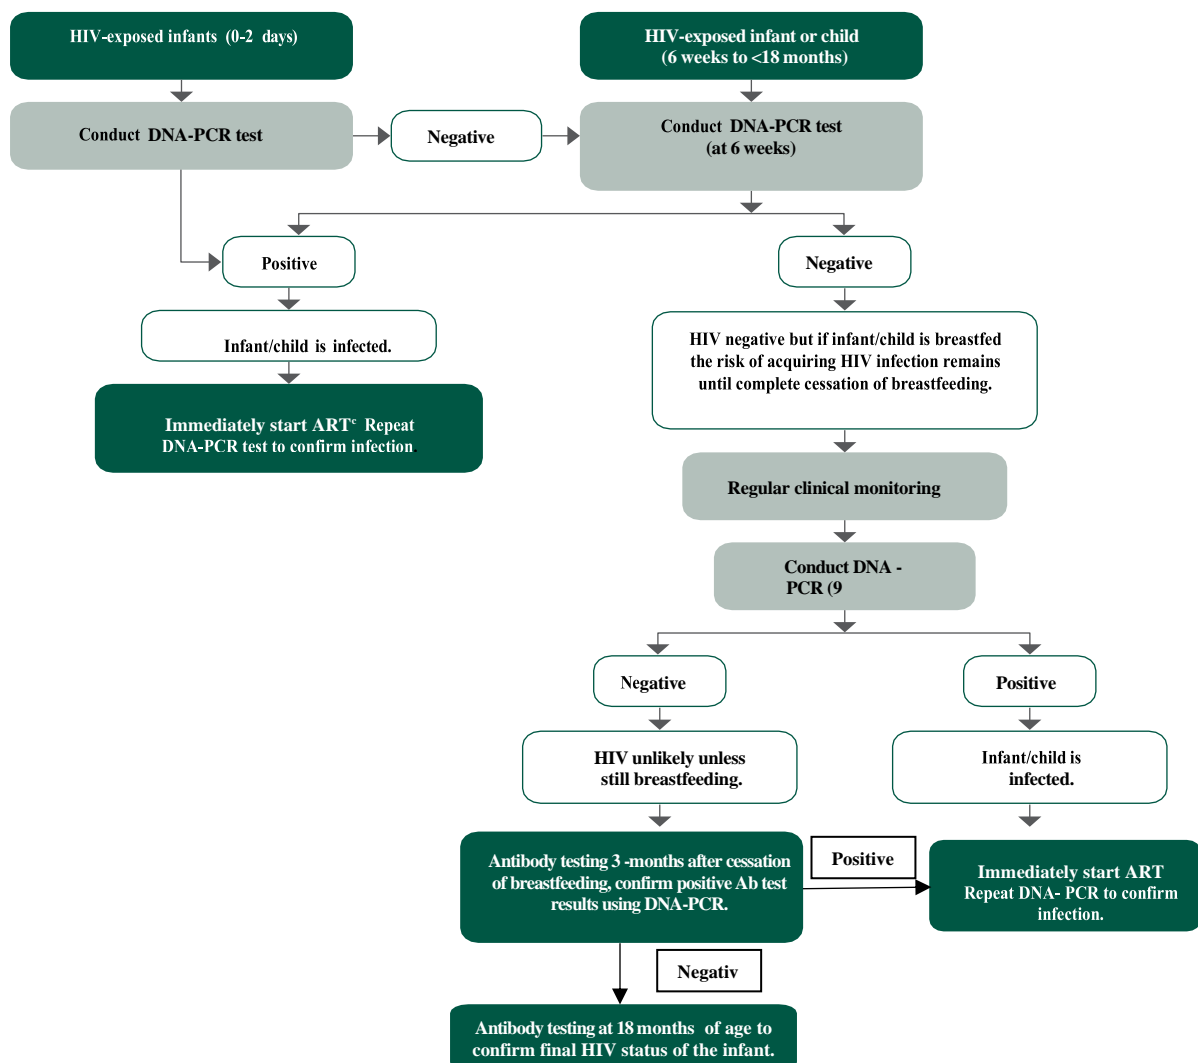 HIV-exposed infants (0-2 days)
HIV-exposed infant or child
(6 weeks to <18 months)
Conduct DNA-PCR test
Negative
Conduct DNA-PCR test
(at 6 weeks)
Positive
Negative
Infant/child is infected.
HIV negative but if infant/child is breastfed
the risk of acquiring HIV infection remains
until complete cessation of breastfeeding.
Immediately start ARTᶜ Repeat
DNA-PCR test to confirm infection.
Regular clinical monitoring
Conduct DNA -
PCR (9
Negative
Positive
HIV unlikely unless
still breastfeeding.
Infant/child is
infected.
Antibody testing 3 -months after cessation
of breastfeeding, confirm positive Ab test
results using DNA-PCR.
Positive
Immediately start ART
Repeat DNA- PCR to confirm
infection.
Negativ
Antibody testing at 18 months of age to
confirm final HIV status of the infant.